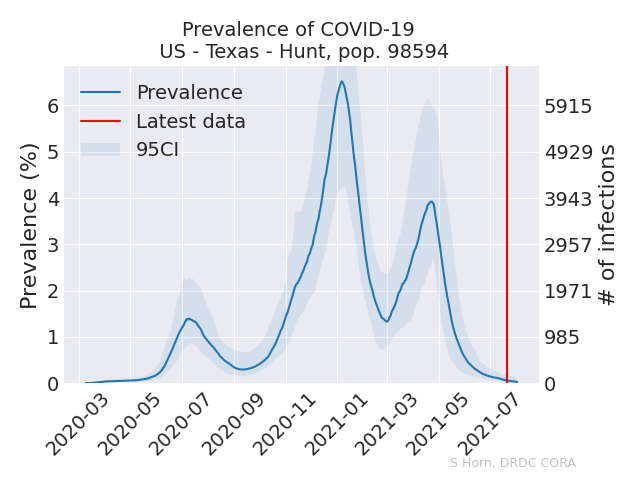 Prevalence of COVID-19
US - Texas - Hunt, pop. 98594
Prevalence
Latest data
95CI
Prevalence (%)
6
5
4
3
2
1
0
5915
4929
3943
2957
1971
985
0
# of infections
2020-03
2020-05
2020-07
2020-09
2020-11
2021-01
2021-03
2021-05
2021-07
S Horn, DRDC CORA